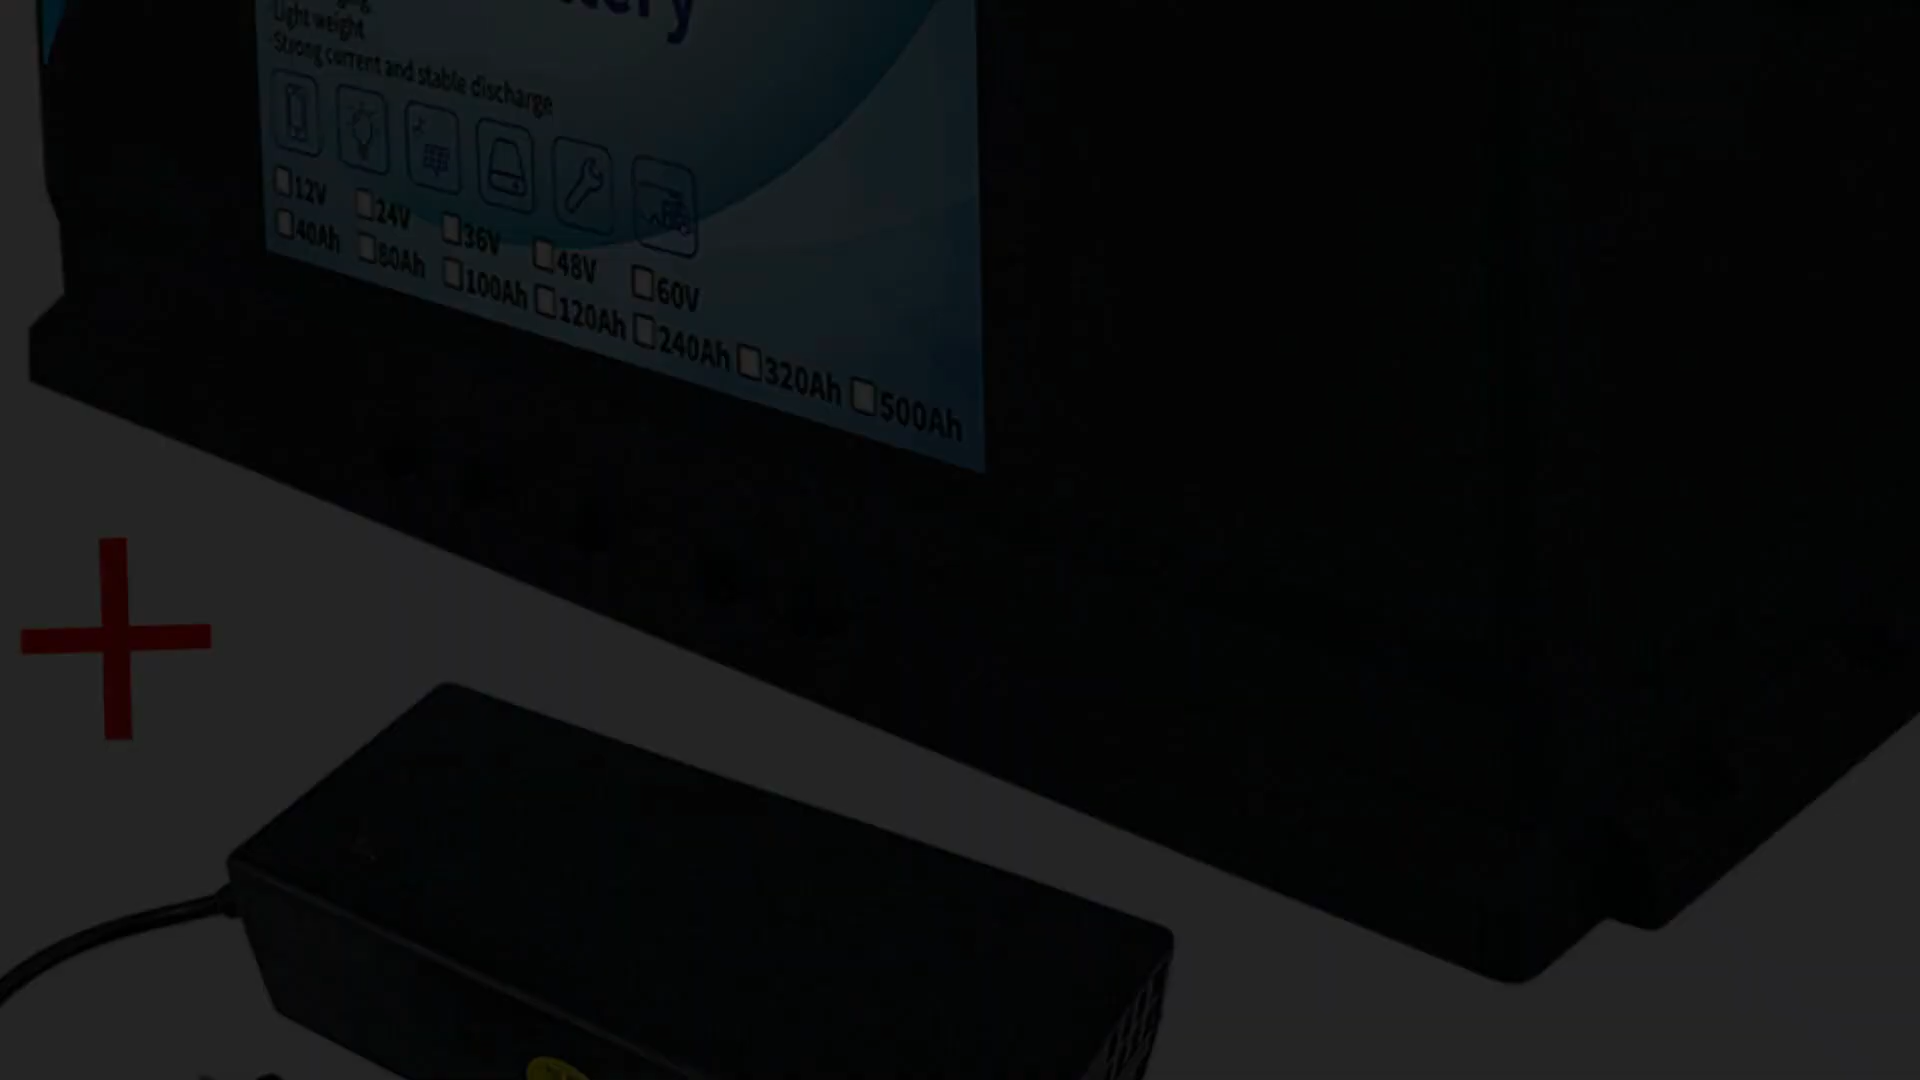 Light weight
Strong current and stable discharge
12V 24V 36V 48V 60V
40Ah 80Ah 100Ah 120Ah 240Ah 320Ah 500Ah